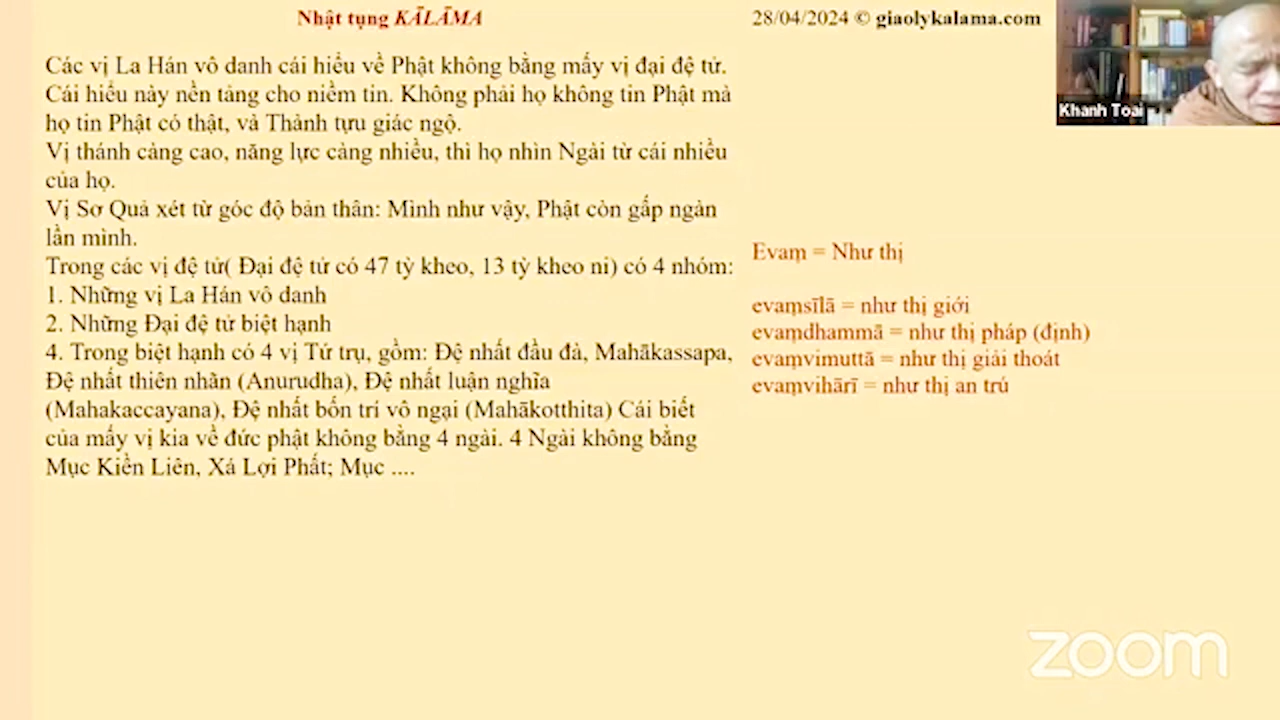 Nhật tụng KĀLĀMA
28/04/2024 © giaolykalama.com
Khanh Toai
Các vị La Hán vô danh cái hiểu về Phật không bằng mấy vị đại đệ tử.
Cái hiểu này nền tảng cho niềm tin. Không phải họ không tin Phật mà
họ tin Phật có thật, và Thành tựu giác ngộ.
Vị thánh càng cao, năng lực càng nhiều, thì họ nhìn Ngài từ cái nhiều
của họ.
Vị Sơ Quả xét từ góc độ bản thân: Mình như vậy, Phật còn gấp ngàn
lần mình.
Trong các vị đệ tử( Đại đệ tử có 47 tỳ kheo, 13 tỳ kheo ni) có 4 nhóm:
1. Những vị La Hán vô danh
2. Những Đại đệ tử biệt hạnh
4. Trong biệt hạnh có 4 vị Tứ trụ, gồm: Đệ nhất đầu đà, Mahākassapa,
Đệ nhất thiên nhãn (Anurudha), Đệ nhất luận nghĩa
(Mahakaccayana), Đệ nhất bốn trí vô ngại (Mahākotthita) Cái biết
của mấy vị kia về đức phật không bằng 4 ngài. 4 Ngài không bằng
Mục Kiền Liên, Xá Lợi Phất; Mục ....
Evaṃ = Như thị
evaṃsīlā = như thị giới
evaṃdhammā = như thị pháp (định)
evaṃvimuttā = như thị giải thoát
evaṃvihārī = như thị an trú
zoom